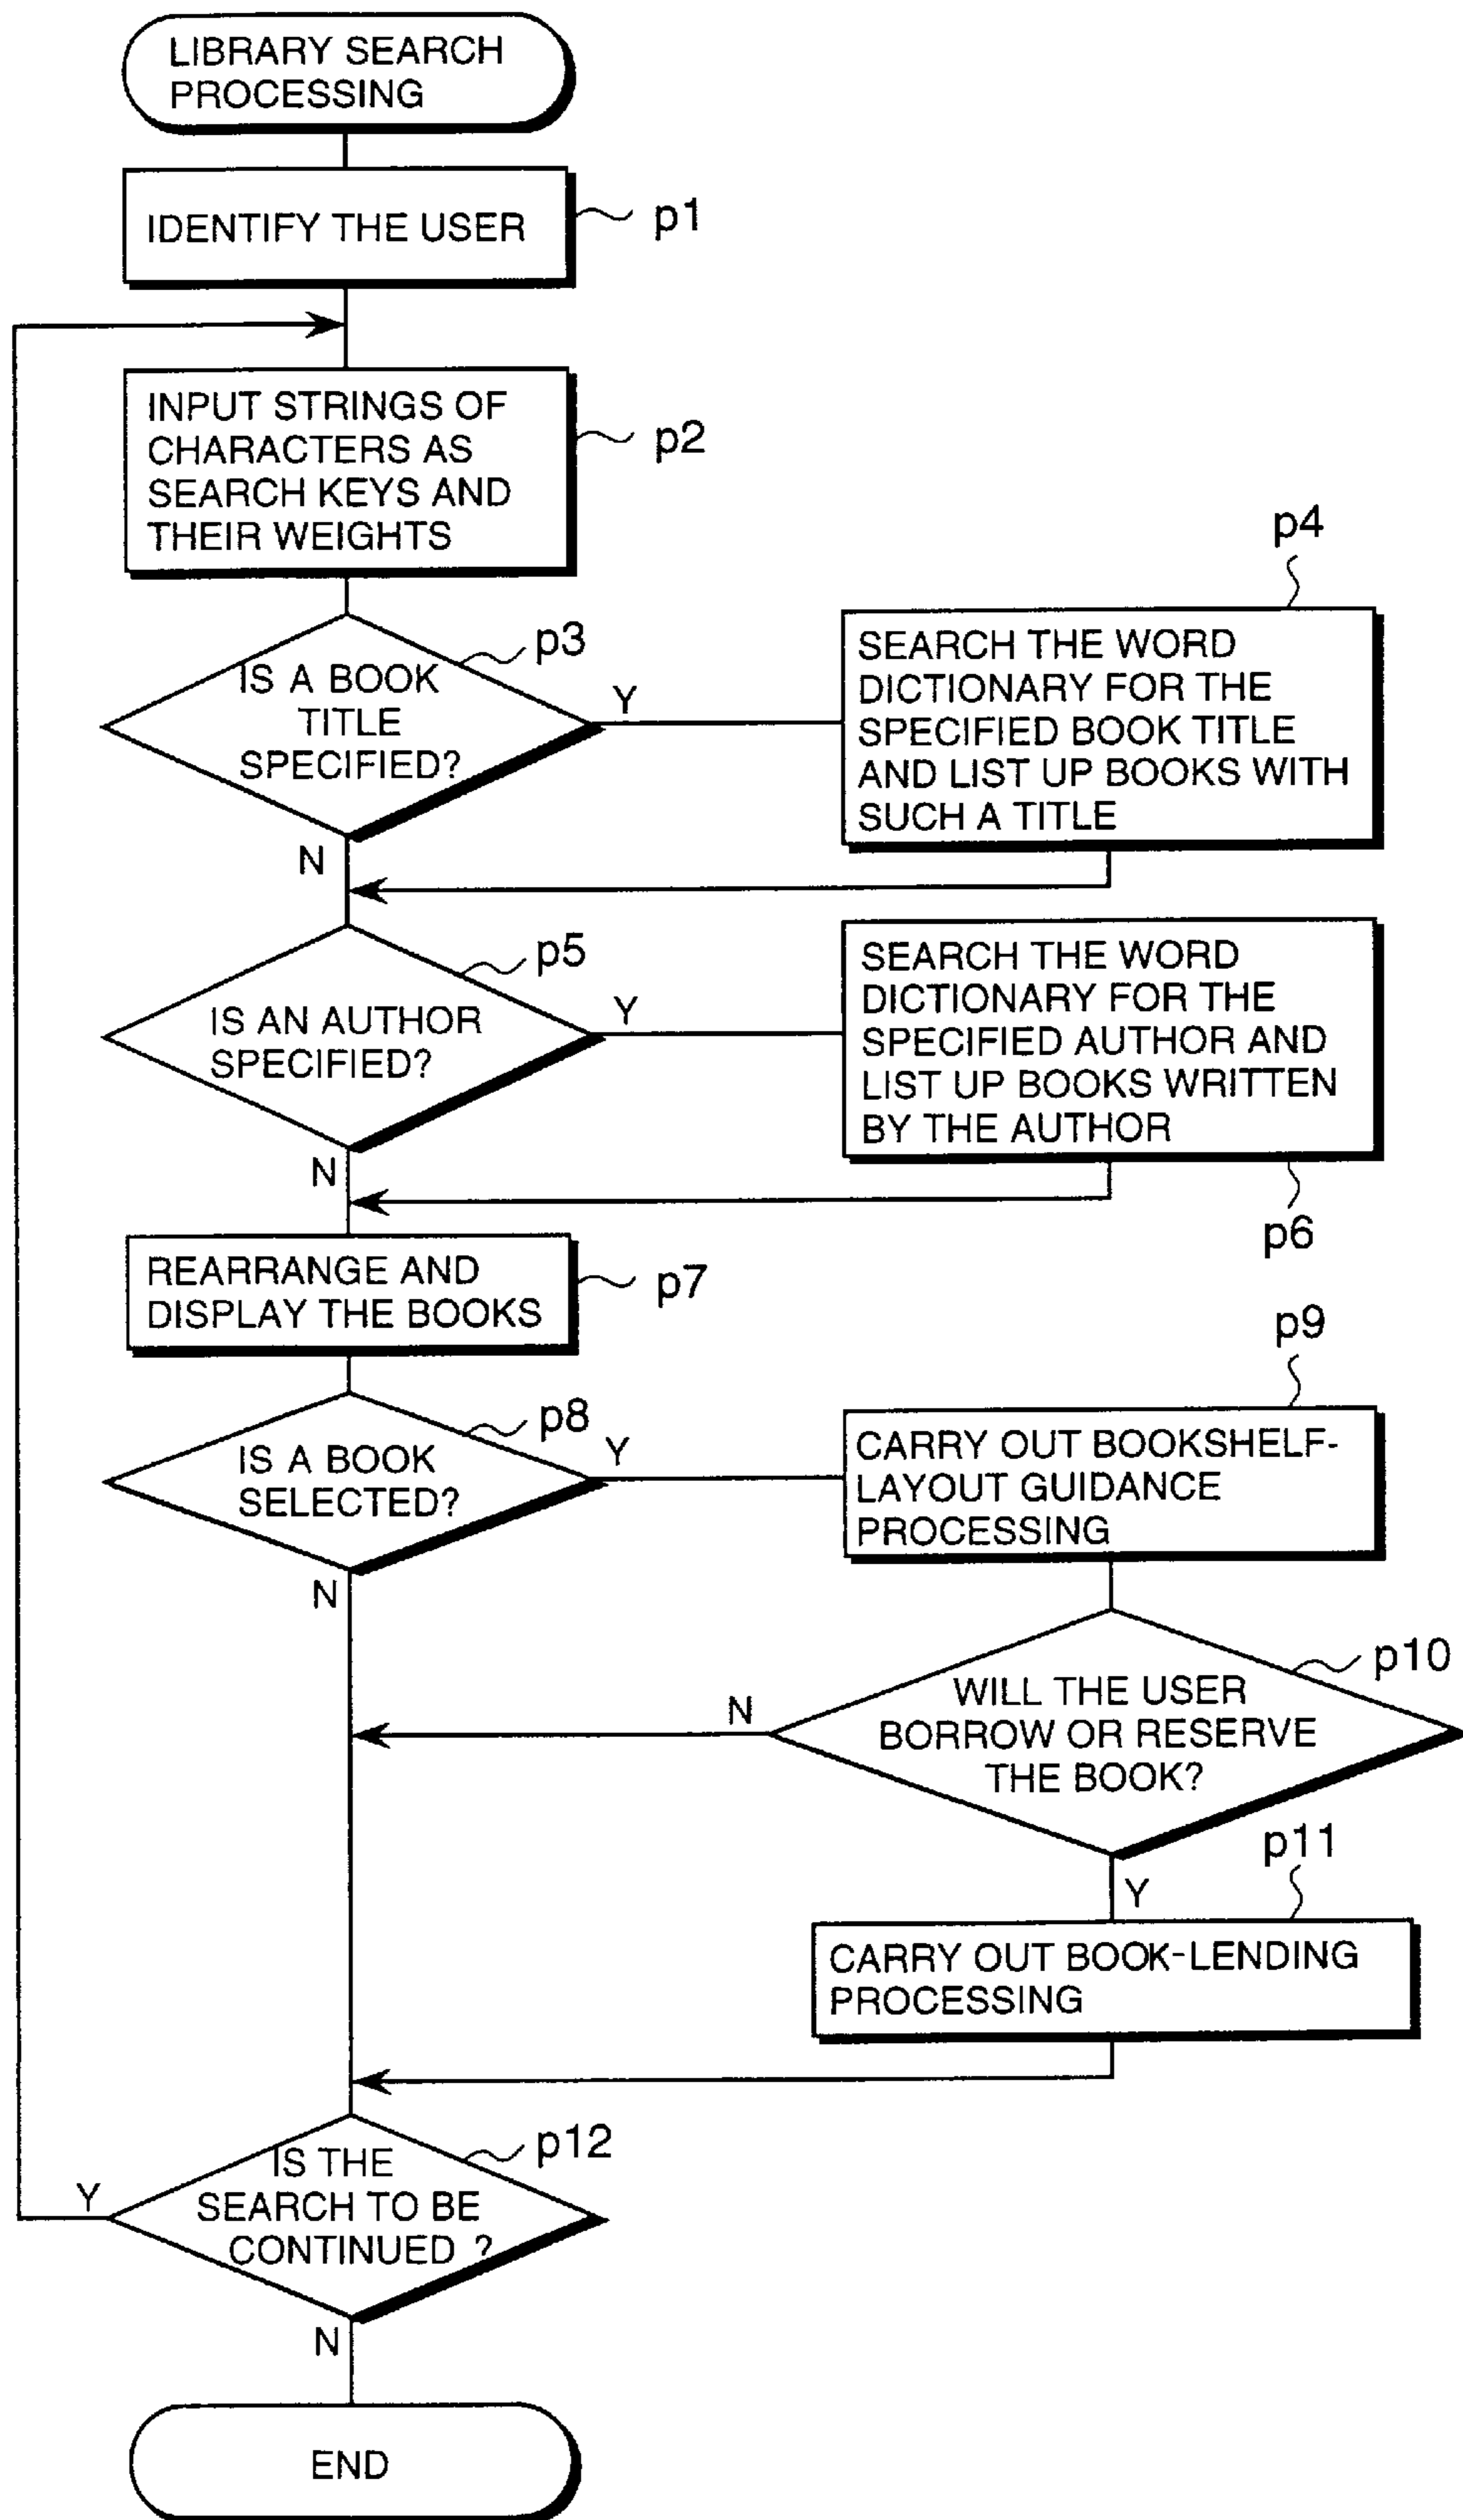 LIBRARY SEARCH
PROCESSING
IDENTIFY THE USER
p1
INPUT STRINGS OF
CHARACTERS AS
SEARCH KEYS AND
THEIR WEIGHTS
p2
p3
IS A BOOK
TITLE
SPECIFIED?
Y
N
p4
SEARCH THE WORD
DICTIONARY FOR THE
SPECIFIED BOOK TITLE
AND LIST UP BOOKS WITH
SUCH A TITLE
p5
IS AN AUTHOR
SPECIFIED?
Y
N
SEARCH THE WORD
DICTIONARY FOR THE
SPECIFIED AUTHOR AND
LIST UP BOOKS WRITTEN
BY THE AUTHOR
p6
REARRANGE AND
DISPLAY THE BOOKS
p7
p8
IS A BOOK
SELECTED?
Y
N
p9
CARRY OUT BOOKSHELF-
LAYOUT GUIDANCE
PROCESSING
p10
WILL THE USER
BORROW OR RESERVE
THE BOOK?
N
Y
p11
CARRY OUT BOOK-LENDING
PROCESSING
p12
IS THE
SEARCH TO BE
CONTINUED ?
Y
N
END